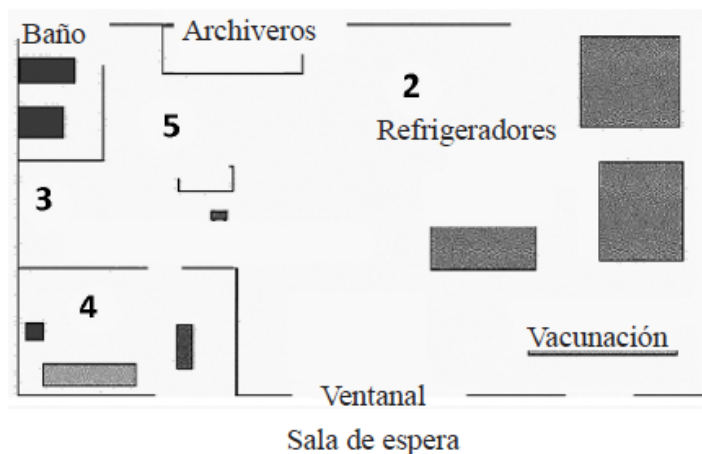 Baño
Archiveros
2
Refrigeradores
5
3
4
Vacunación
Ventanal
Sala de espera